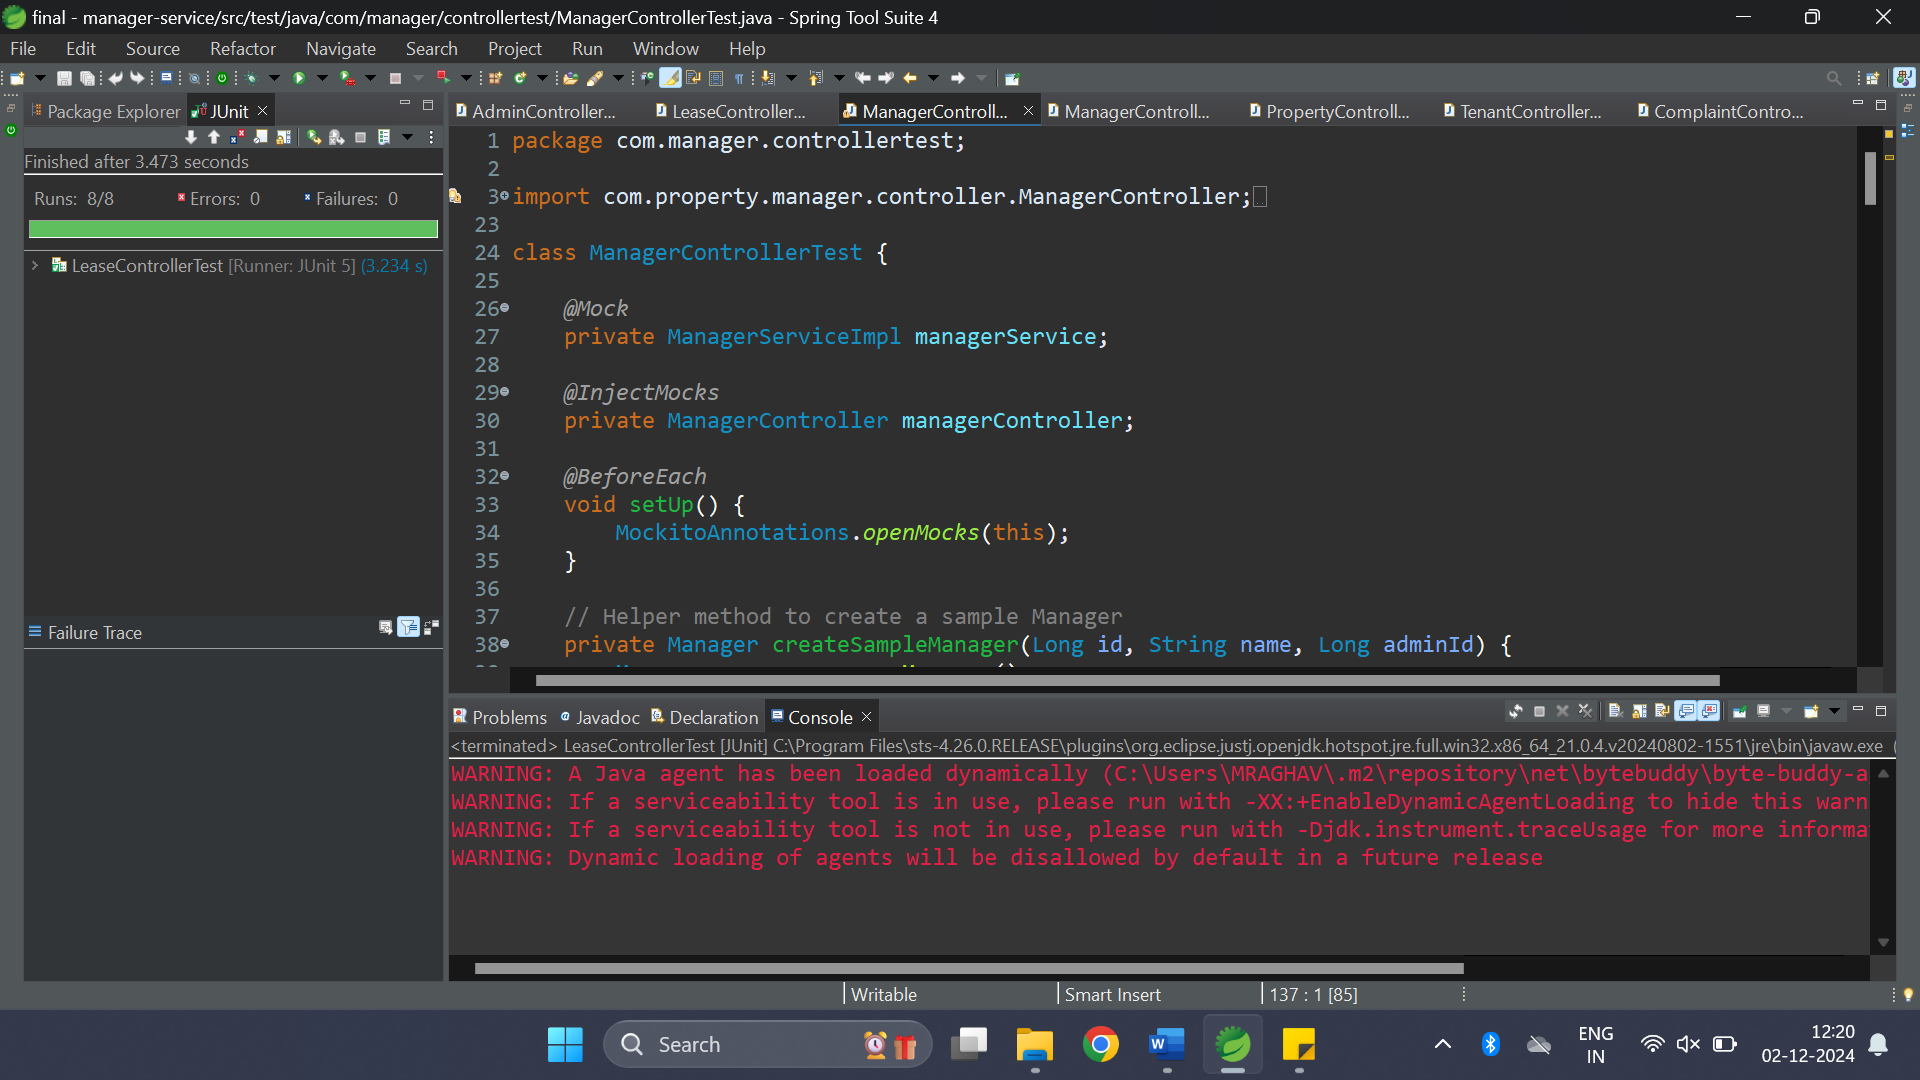 final - manager-service/src/test/java/com/manager/controllertest/ManagerControllerTest.java - Spring Tool Suite 4
File Edit Source Refactor Navigate Search Project Run Window Help
Package Explorer JUnit
Finished after 3.473 seconds
Runs: 8/8 Errors: 0 Failures: 0
LeaseControllerTest [Runner: JUnit 5] (3.234 s)
Failure Trace
AdminController... LeaseController... ManagerControll... ManagerControll... PropertyControll... TenantController... ComplaintContro...
1 package com.manager.controllertest;
2
3 import com.property.manager.controller.ManagerController;
23
24 class ManagerControllerTest {
25
26 @Mock
27 private ManagerServiceImpl managerService;
28
29 @InjectMocks
30 private ManagerController managerController;
31
32 @BeforeEach
33 void setUp() {
34 MockitoAnnotations.openMocks(this);
35 }
36
37 // Helper method to create a sample Manager
38 private Manager createSampleManager(Long id, String name, Long adminId) {
Problems Javadoc Declaration Console
<terminated> LeaseControllerTest [JUnit] C:\Program Files\sts-4.26.0.RELEASE\plugins\org.eclipse.justj.openjdk.hotspot.jre.full.win32.x86_64_21.0.4.v20240802-1551\jre\bin\javaw.exe (
WARNING: A Java agent has been loaded dynamically (C:\Users\MRAGHAV\.m2\repository\net\bytebuddy\byte-buddy-a
WARNING: If a serviceability tool is in use, please run with -XX:+EnableDynamicAgentLoading to hide this warn
WARNING: If a serviceability tool is not in use, please run with -Djdk.instrument.traceUsage for more informa
WARNING: Dynamic loading of agents will be disallowed by default in a future release
Writable Smart Insert 137 : 1 [85]
Search
ENG
IN
12:20
02-12-2024